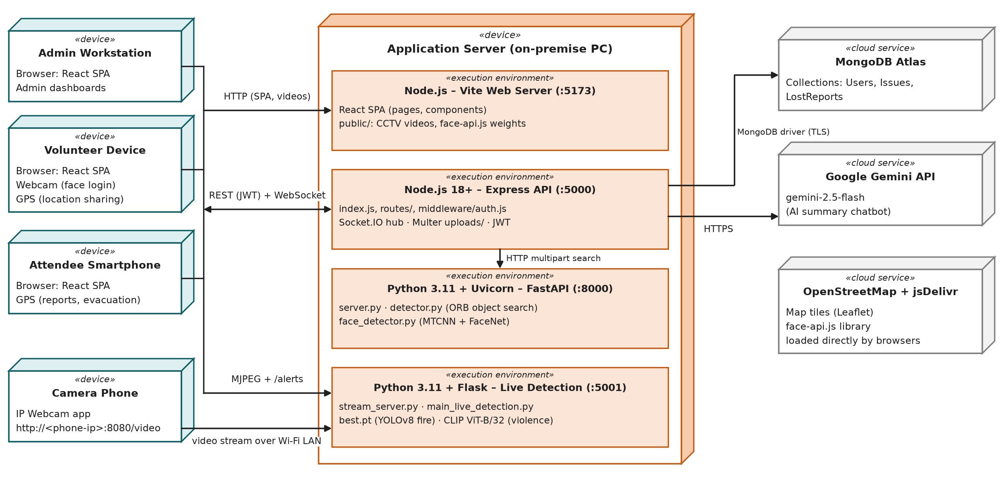 «device»
Admin Workstation
Browser: React SPA
Admin dashboards
«device»
Volunteer Device
Browser: React SPA
Webcam (face login)
GPS (location sharing)
«device»
Attendee Smartphone
Browser: React SPA
GPS (reports, evacuation)
«device»
Camera Phone
IP Webcam app
http://<phone-ip>:8080/video
HTTP (SPA, videos)
REST (JWT) + WebSocket
MJPEG + /alerts
video stream over Wi-Fi LAN
«device»
Application Server (on-premise PC)
«execution environment»
Node.js – Vite Web Server (:5173)
React SPA (pages, components)
public/: CCTV videos, face-api.js weights
«execution environment»
Node.js 18+ – Express API (:5000)
index.js, routes/, middleware/auth.js
Socket.IO hub · Multer uploads/ · JWT
HTTP multipart search
«execution environment»
Python 3.11 + Uvicorn – FastAPI (:8000)
server.py · detector.py (ORB object search)
face_detector.py (MTCNN + FaceNet)
«execution environment»
Python 3.11 + Flask – Live Detection (:5001)
stream_server.py · main_live_detection.py
best.pt (YOLOv8 fire) · CLIP ViT-B/32 (violence)
MongoDB driver (TLS)
HTTPS
«cloud service»
MongoDB Atlas
Collections: Users, Issues,
LostReports
«cloud service»
Google Gemini API
gemini-2.5-flash
(AI summary chatbot)
«cloud service»
OpenStreetMap + jsDelivr
Map tiles (Leaflet)
face-api.js library
loaded directly by browsers